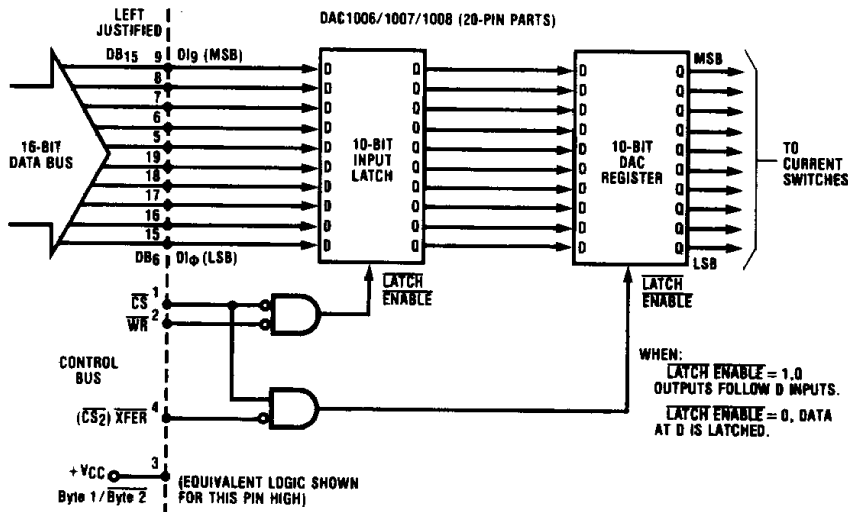 LEFT
JUSTIFIED
DAC1006/1007/1008 (20-PIN PARTS)
DB15 9 DI9 (MSB)
8
7
6
5
19
18
17
16
15
DB6 DIΦ (LSB)
16-BIT
DATA BUS
D
D
D
D
D
D
D
D
D
D
10-BIT
INPUT
LATCH
Q
Q
Q
Q
Q
Q
Q
Q
Q
Q
D
D
D
D
D
D
D
D
D
D
10-BIT
DAC
REGISTER
Q
Q
Q
Q
Q
Q
Q
Q
Q
Q
MSB
LSB
TO
CURRENT
SWITCHES
LATCH
ENABLE
LATCH
ENABLE
CS 1
WR 2
CONTROL
BUS
(CS2) XFER 4
+VCC 3
Byte 1/Byte 2
(EQUIVALENT LOGIC SHOWN
FOR THIS PIN HIGH)
WHEN:
LATCH ENABLE = 1,Q
OUTPUTS FOLLOW D INPUTS.
LATCH ENABLE = 0, DATA
AT D IS LATCHED.